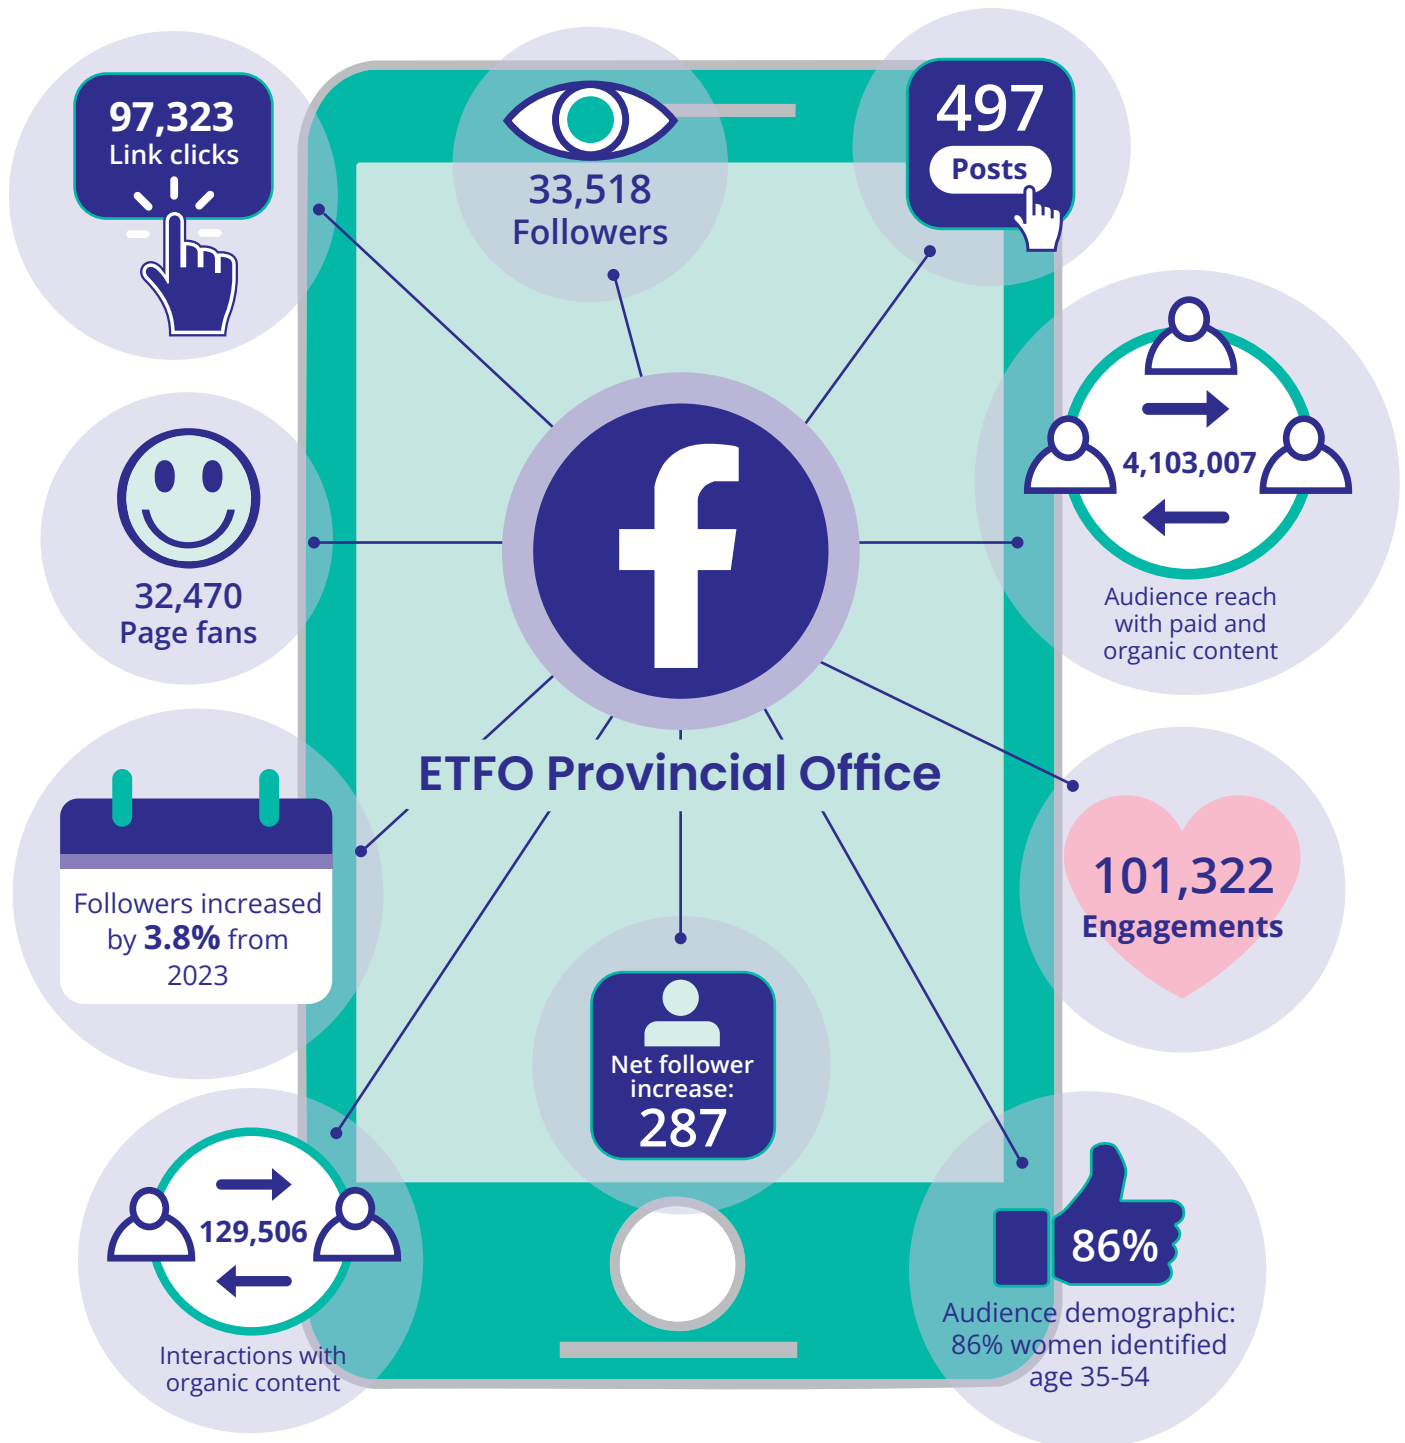 97,323
Link clicks
33,518
Followers
497
Posts
4,103,007
Audience reach
with paid and
organic content
32,470
Page fans
ETFO Provincial Office
Followers increased
by 3.8% from
2023
101,322
Engagements
Net follower
increase:
287
129,506
Interactions with
organic content
86%
Audience demographic:
86% women identified
age 35-54